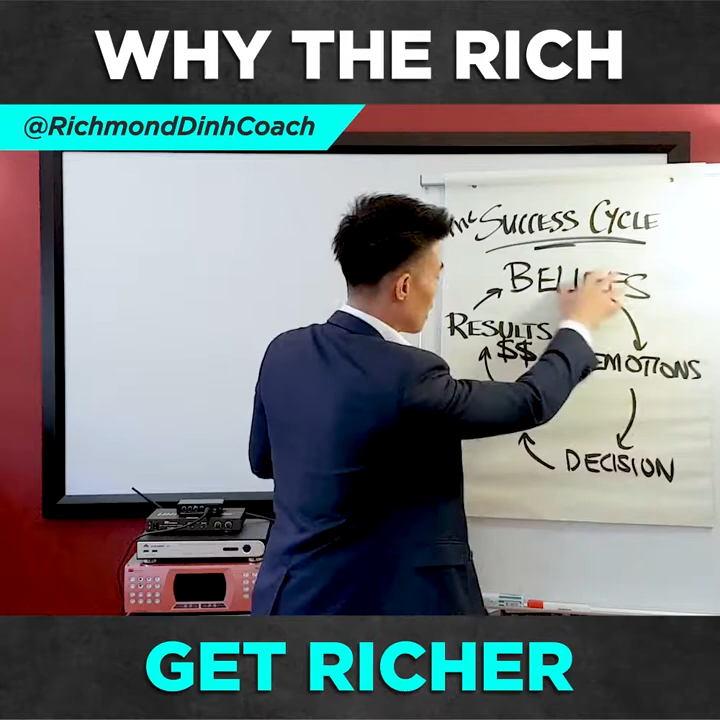 WHY THE RICH
@RichmondDinhCoach
SUCCESS CYCLE
RESULTS
$$
EMOTIONS
DECISION
GET RICHER